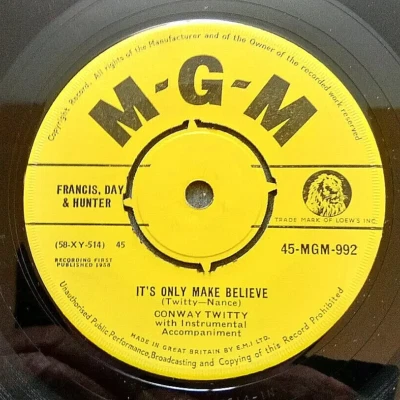 Copyright Record. All rights of the Manufacturer and of the Owner of the recorded work reserved
M-G-M
FRANCIS, DAY
& HUNTER
TRADE MARK OF LOEW'S INC.
(58-XY-514) 45
45-MGM-992
RECORDING FIRST
PUBLISHED 1958
IT'S ONLY MAKE BELIEVE
(Twitty—Nance)
CONWAY TWITTY
with Instrumental
Accompaniment
MADE IN GREAT BRITAIN BY E.M.I LTD.
Unauthorised Public Performance, Broadcasting and Copying of this Record Prohibited